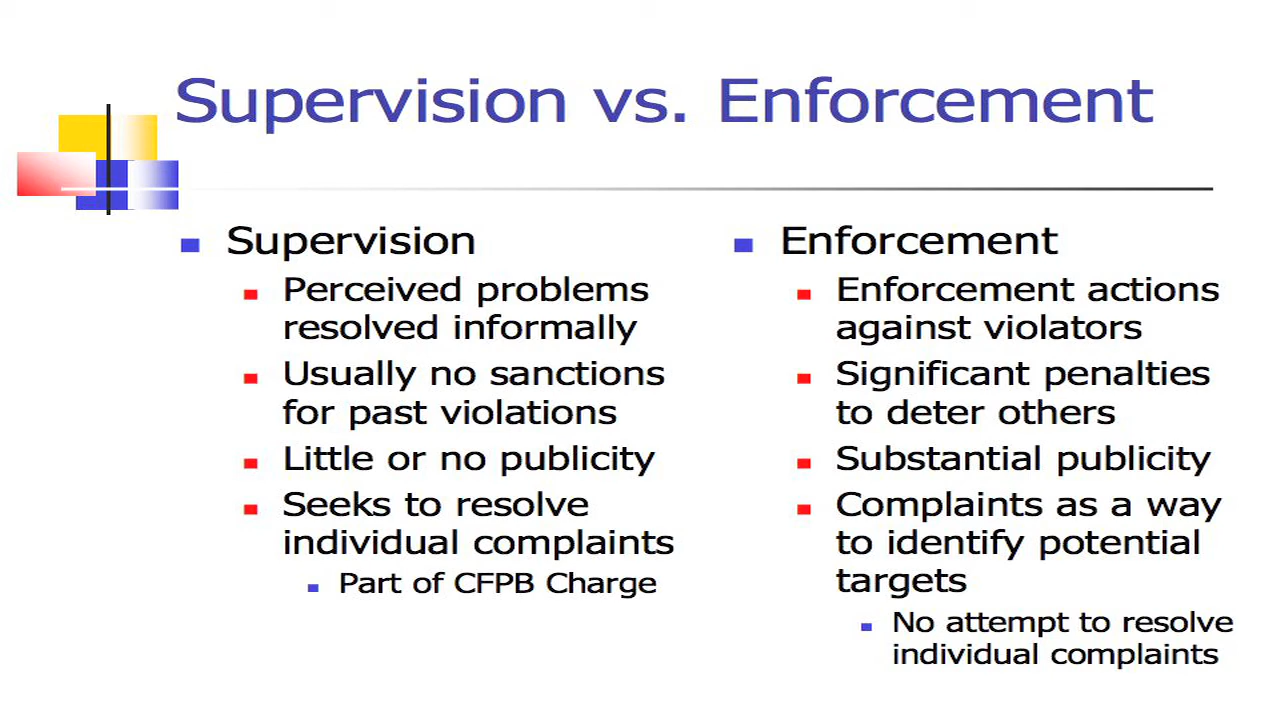 Supervision vs. Enforcement
Supervision
Perceived problems
resolved informally
Usually no sanctions
for past violations
Little or no publicity
Seeks to resolve
individual complaints
Part of CFPB Charge
Enforcement
Enforcement actions
against violators
Significant penalties
to deter others
Substantial publicity
Complaints as a way
to identify potential
targets
No attempt to resolve
individual complaints